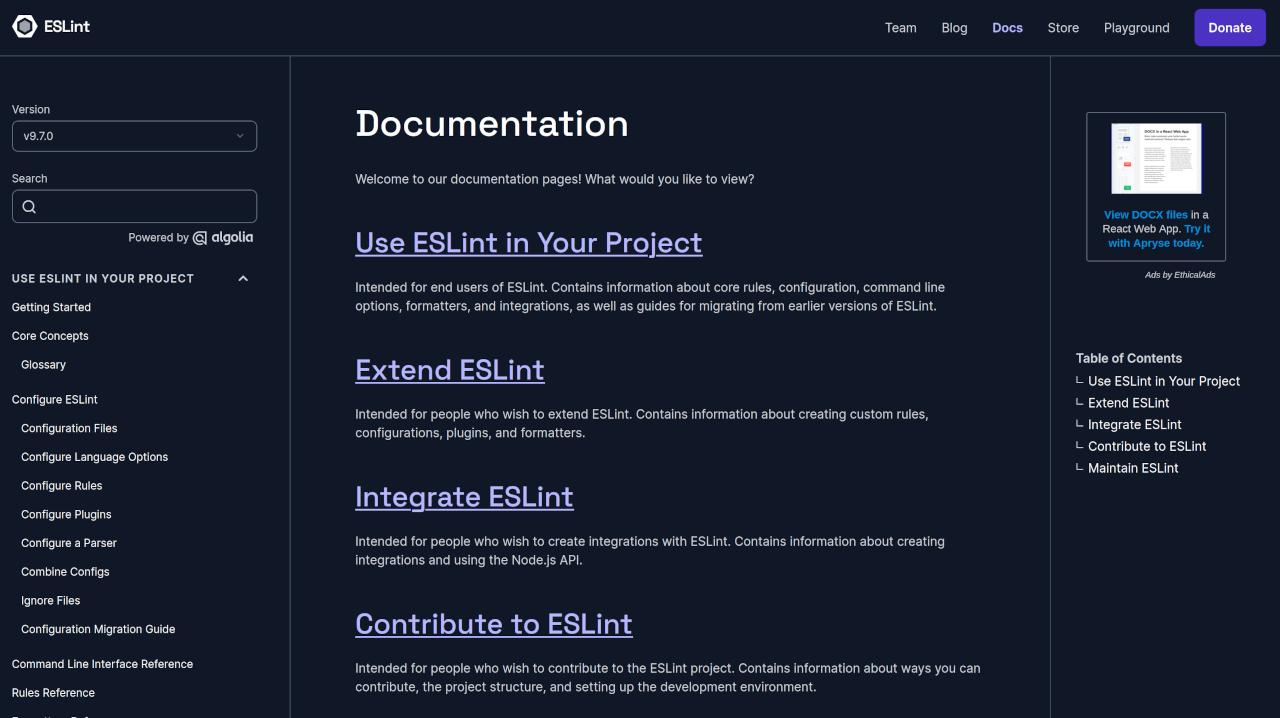 ESLint
Team Blog Docs Store Playground Donate
Version
v9.7.0
Search
Powered by algolia
USE ESLINT IN YOUR PROJECT
Getting Started
Core Concepts
Glossary
Configure ESLint
Configuration Files
Configure Language Options
Configure Rules
Configure Plugins
Configure a Parser
Combine Configs
Ignore Files
Configuration Migration Guide
Command Line Interface Reference
Rules Reference
Documentation
Welcome to our documentation pages! What would you like to view?
Use ESLint in Your Project
Intended for end users of ESLint. Contains information about core rules, configuration, command line
options, formatters, and integrations, as well as guides for migrating from earlier versions of ESLint.
Extend ESLint
Intended for people who wish to extend ESLint. Contains information about creating custom rules,
configurations, plugins, and formatters.
Integrate ESLint
Intended for people who wish to create integrations with ESLint. Contains information about creating
integrations and using the Node.js API.
Contribute to ESLint
Intended for people who wish to contribute to the ESLint project. Contains information about ways you can
contribute, the project structure, and setting up the development environment.
DOCX in a React Web App
View DOCX files in a
React Web App. Try it
with Apryse today.
Ads by EthicalAds
Table of Contents
Use ESLint in Your Project
Extend ESLint
Integrate ESLint
Contribute to ESLint
Maintain ESLint